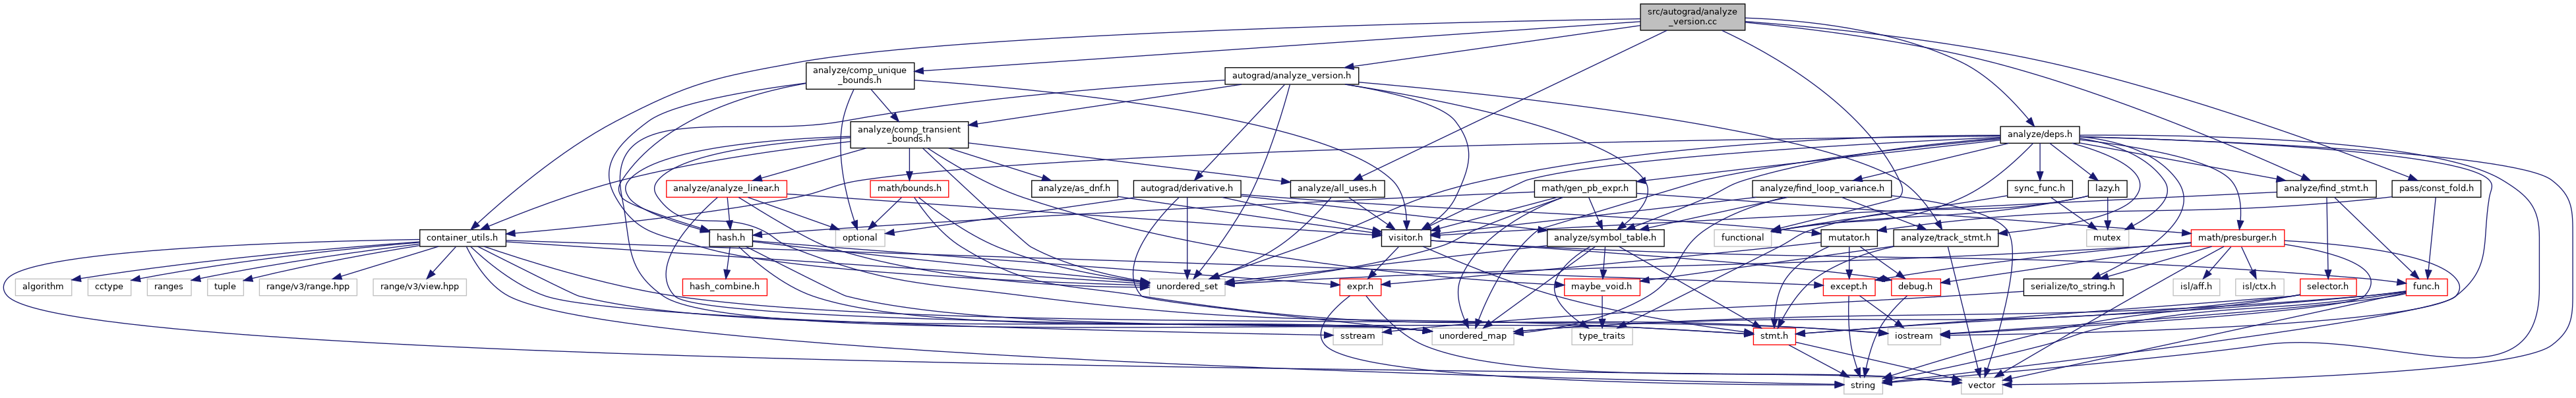 src/autograd/analyze
_version.cc
analyze/comp_unique
_bounds.h
autograd/analyze_version.h
analyze/comp_transient
_bounds.h
analyze/deps.h
analyze/analyze_linear.h
math/bounds.h
analyze/as_dnf.h
autograd/derivative.h
analyze/all_uses.h
math/gen_pb_expr.h
analyze/find_loop_variance.h
sync_func.h
lazy.h
analyze/find_stmt.h
pass/const_fold.h
container_utils.h
hash.h
optional
visitor.h
analyze/symbol_table.h
functional
mutator.h
analyze/track_stmt.h
mutex
math/presburger.h
algorithm
cctype
ranges
tuple
range/v3/range.hpp
range/v3/view.hpp
hash_combine.h
unordered_set
expr.h
maybe_void.h
except.h
debug.h
serialize/to_string.h
isl/aff.h
isl/ctx.h
selector.h
func.h
sstream
unordered_map
type_traits
stmt.h
iostream
string
vector